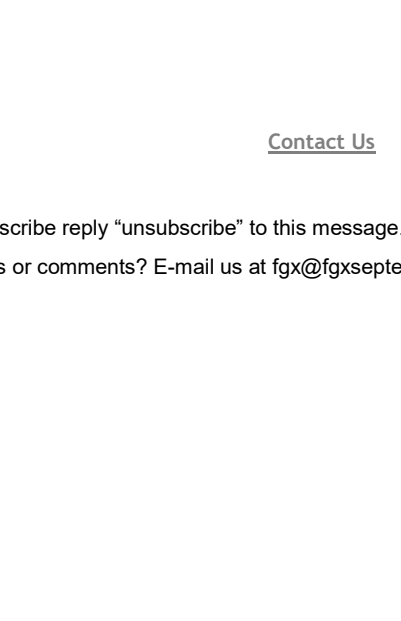 Contact Us
scribe reply “unsubscribe” to this message.
s or comments? E-mail us at fgx@fgxsepte